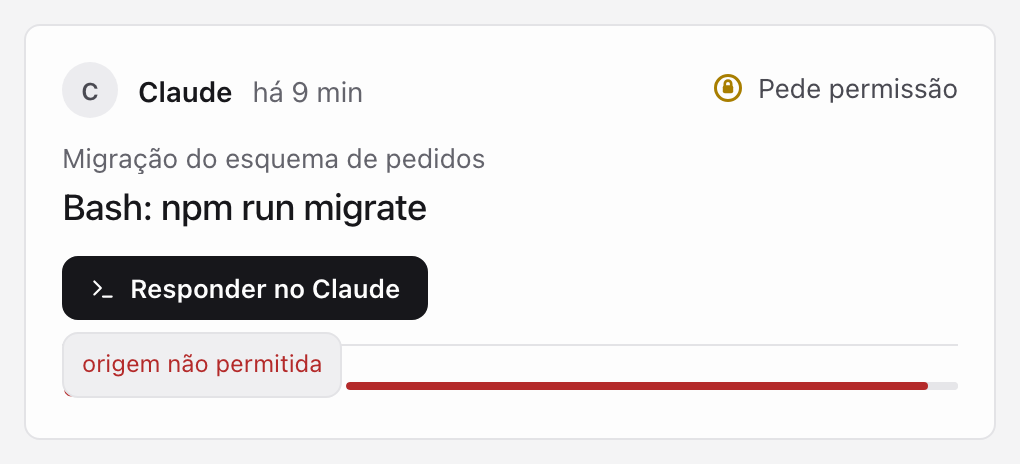 C
Claude há 9 min
Pede permissão
Migração do esquema de pedidos
Bash: npm run migrate
>_ Responder no Claude
origem não permitida